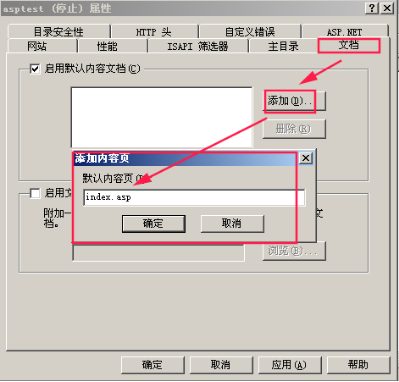 asptest (停止) 属性
目录安全性 HTTP 头 自定义错误 ASP.NET
网站 性能 ISAPI 筛选器 主目录 文档
启用默认内容文档(C)
添加(D)...
删除(R)
添加内容页
默认内容页
index.asp
确定 取消
启用文
附加一 文
档。
浏览(B)...
确定 取消 应用(A) 帮助